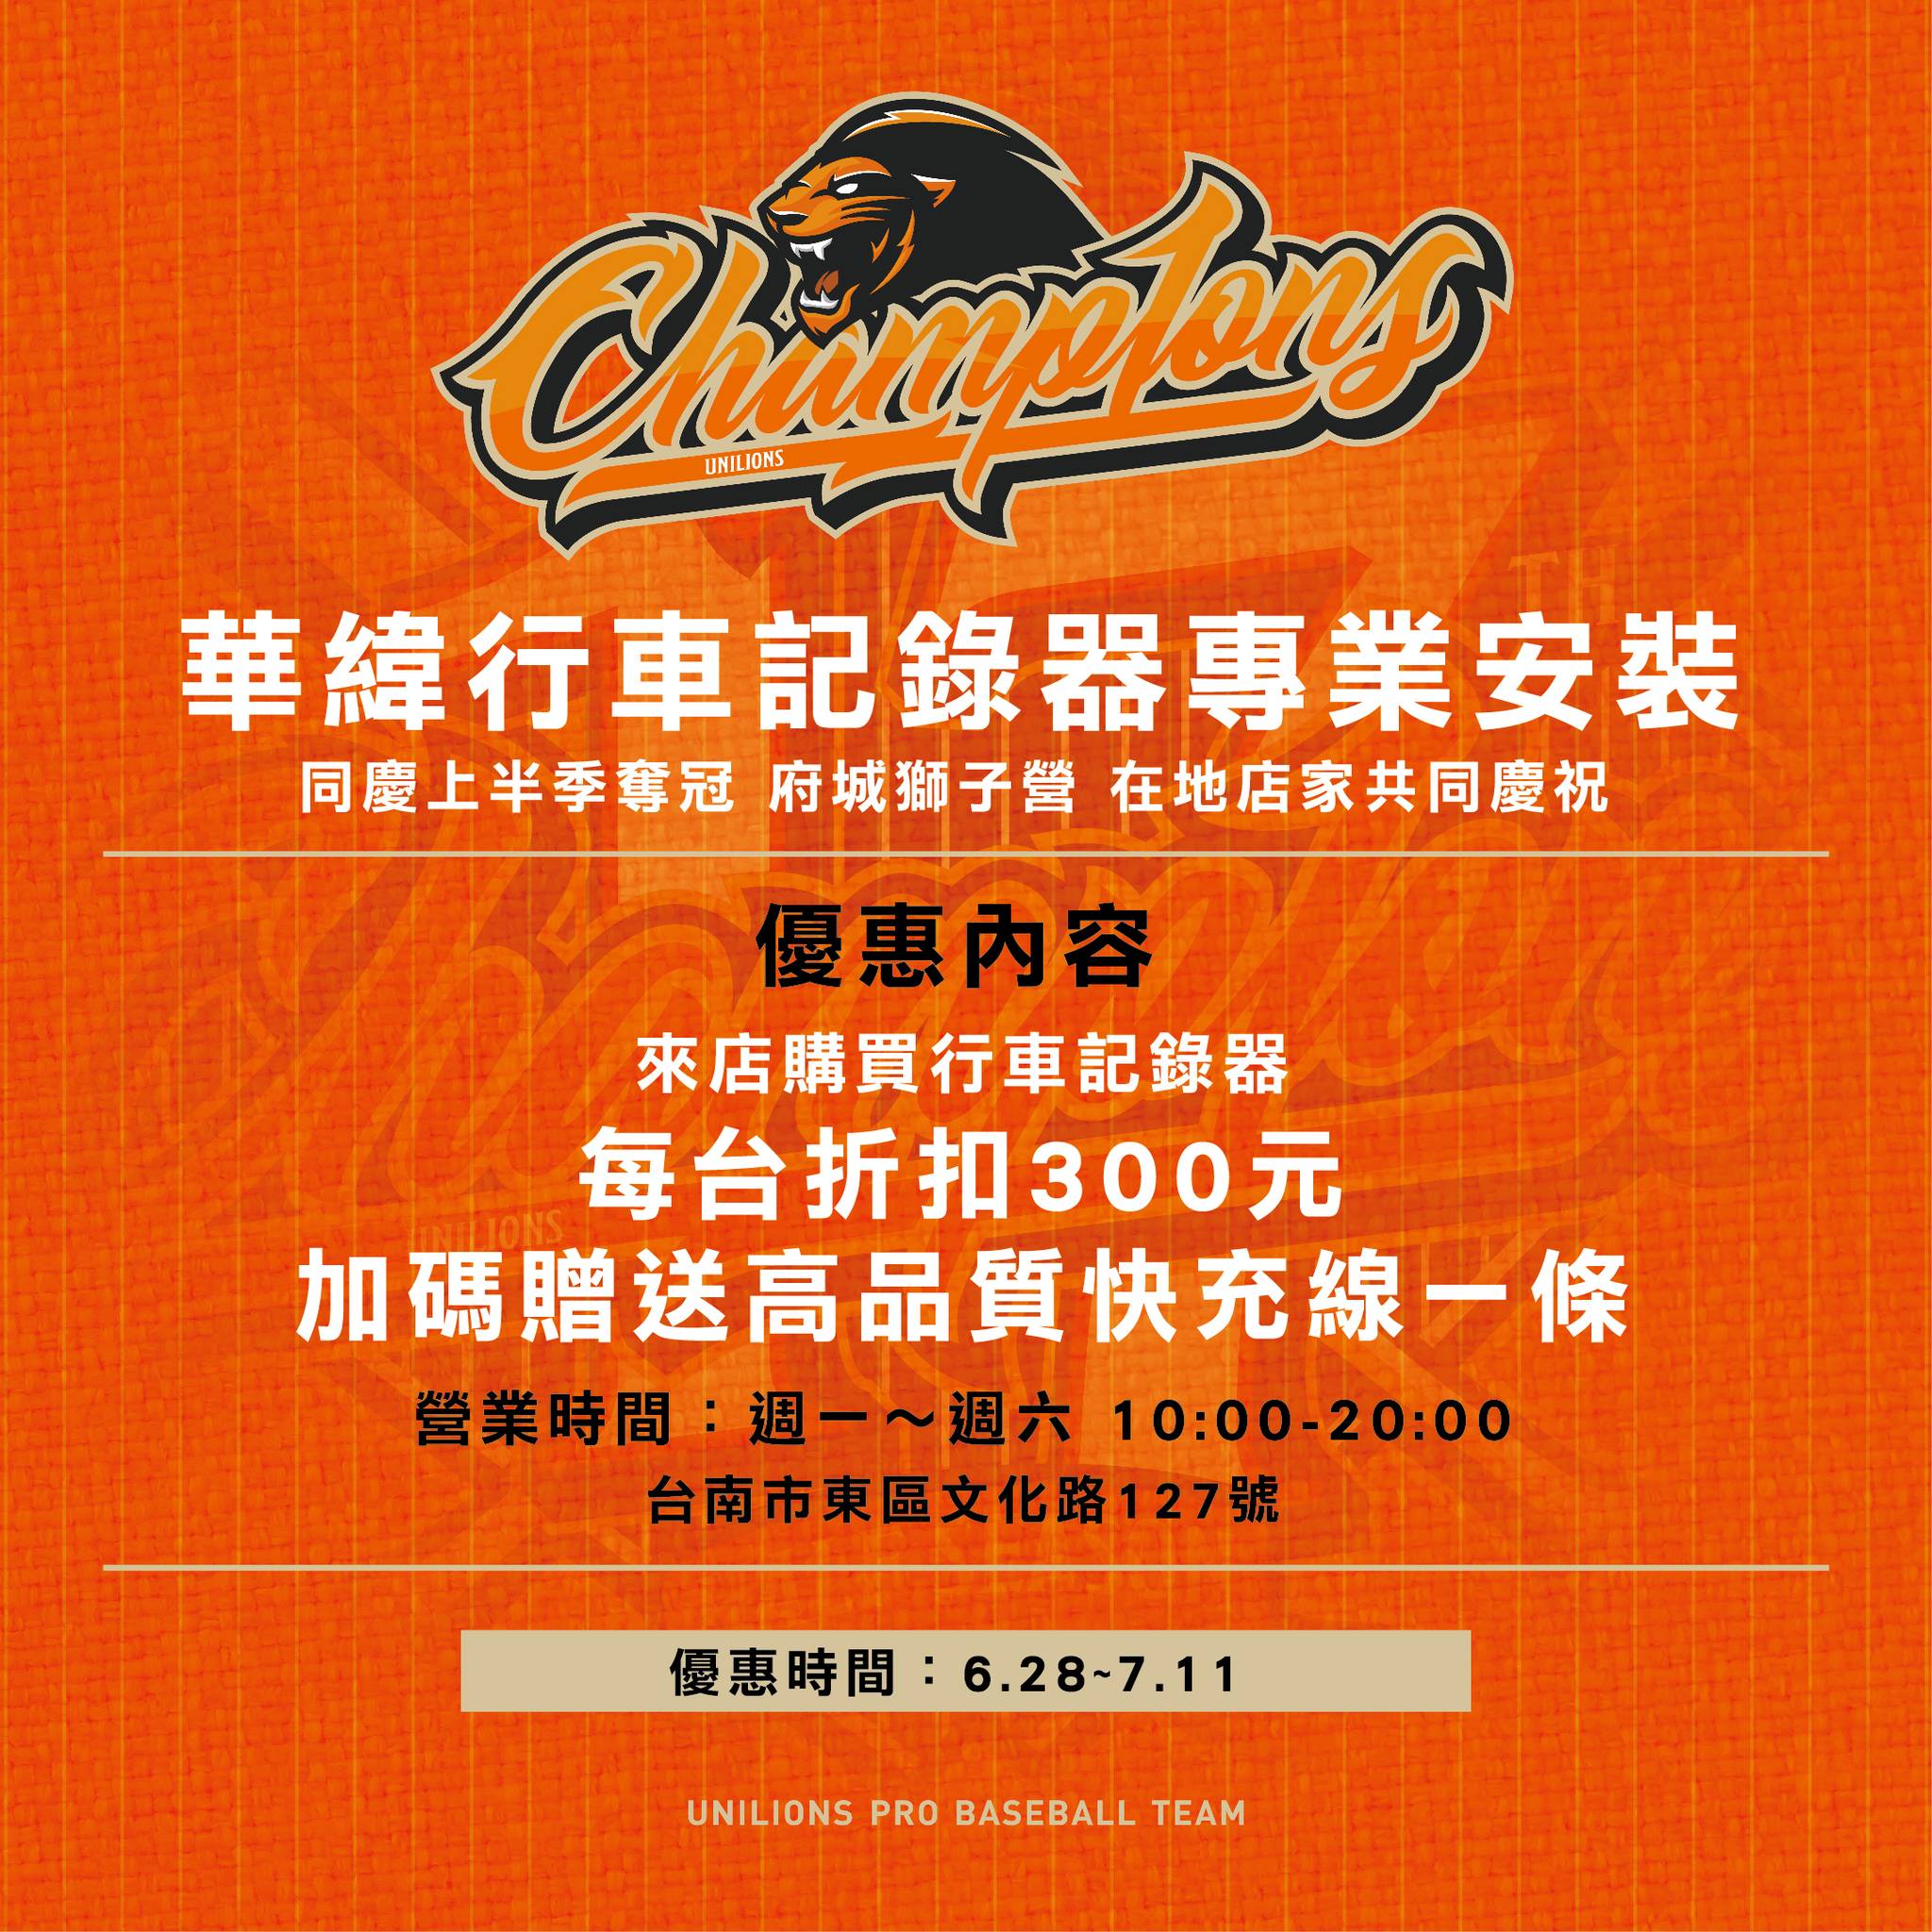 Champ1ons
UNILIONS
華緯行車記錄器專業安裝
同慶上半季奪冠 府城獅子營 在地店家共同慶祝
優惠內容
來店購買行車記錄器
每台折扣300元
加碼贈送高品質快充線一條
UNILIONS
營業時間：週一～週六 10:00-20:00
台南市東區文化路127號
優惠時間：6.28~7.11
UNILIONS PRO BASEBALL TEAM